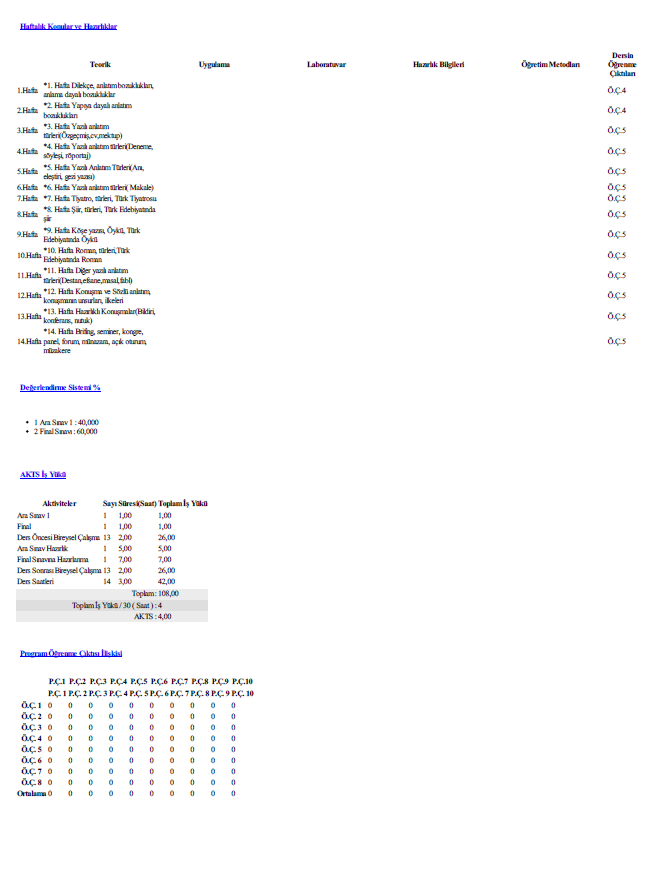 Haftalık Konular ve Hazırlıklar
Teorik Uygulama Laboratuvar Hazırlık Bilgileri Öğretim Metodları Dersin Öğrenme Çıktıları
1.Hafta *1. Hafta Dilekçe, anlatım bozuklukları, anlama dayalı bozukluklar Ö.Ç.4
2.Hafta *2. Hafta Yapıya dayalı anlatım bozuklukları Ö.Ç.4
3.Hafta *3. Hafta Yazılı anlatım türleri(Özgeçmiş,cv,mektup) Ö.Ç.5
4.Hafta *4. Hafta Yazılı anlatım türleri(Deneme, söyleşi, röportaj) Ö.Ç.5
5.Hafta *5. Hafta Yazılı Anlatım Türleri(Anı, eleştiri, gezi yazısı) Ö.Ç.5
6.Hafta *6. Hafta Yazılı anlatım türleri( Makale) Ö.Ç.5
7.Hafta *7. Hafta Tiyatro, türleri, Türk Tiyatrosu Ö.Ç.5
8.Hafta *8. Hafta Şiir, türleri, Türk Edebiyatında şiir Ö.Ç.5
9.Hafta *9. Hafta Köşe yazısı, Öykü, Türk Edebiyatında Öykü Ö.Ç.5
10.Hafta *10. Hafta Roman, türleri,Türk Edebiyatında Roman Ö.Ç.5
11.Hafta *11. Hafta Diğer yazılı anlatım türleri(Destan,efsane,masal,fabl) Ö.Ç.5
12.Hafta *12. Hafta Konuşma ve Sözlü anlatım, konuşmanın unsurları, ilkeleri Ö.Ç.5
13.Hafta *13. Hafta Hazırlıklı Konuşmalar(Bildiri, konferans, nutuk) Ö.Ç.5
14.Hafta *14. Hafta Brifing, seminer, kongre, panel, forum, münazara, açık oturum, müzakere Ö.Ç.5
Değerlendirme Sistemi %
• 1 Ara Sınav 1 : 40,000
• 2 Final Sınavı : 60,000
AKTS İş Yükü
Aktiviteler Sayı Süresi(Saat) Toplam İş Yükü
Ara Sınav 1 1 1,00 1,00
Final 1 1,00 1,00
Ders Öncesi Bireysel Çalışma 13 2,00 26,00
Ara Sınav Hazırlık 1 5,00 5,00
Final Sınavına Hazırlanma 1 7,00 7,00
Ders Sonrası Bireysel Çalışma 13 2,00 26,00
Ders Saatleri 14 3,00 42,00
Toplam : 108,00
Toplam İş Yükü / 30 ( Saat ) : 4
AKTS : 4,00
Program Öğrenme Çıktısı İlişkisi
P.Ç.1 P.Ç.2 P.Ç.3 P.Ç.4 P.Ç.5 P.Ç.6 P.Ç.7 P.Ç.8 P.Ç.9 P.Ç.10
P.Ç. 1 P.Ç. 2 P.Ç. 3 P.Ç. 4 P.Ç. 5 P.Ç. 6 P.Ç. 7 P.Ç. 8 P.Ç. 9 P.Ç. 10
Ö.Ç. 1 0 0 0 0 0 0 0 0 0 0
Ö.Ç. 2 0 0 0 0 0 0 0 0 0 0
Ö.Ç. 3 0 0 0 0 0 0 0 0 0 0
Ö.Ç. 4 0 0 0 0 0 0 0 0 0 0
Ö.Ç. 5 0 0 0 0 0 0 0 0 0 0
Ö.Ç. 6 0 0 0 0 0 0 0 0 0 0
Ö.Ç. 7 0 0 0 0 0 0 0 0 0 0
Ö.Ç. 8 0 0 0 0 0 0 0 0 0 0
Ortalama 0 0 0 0 0 0 0 0 0 0